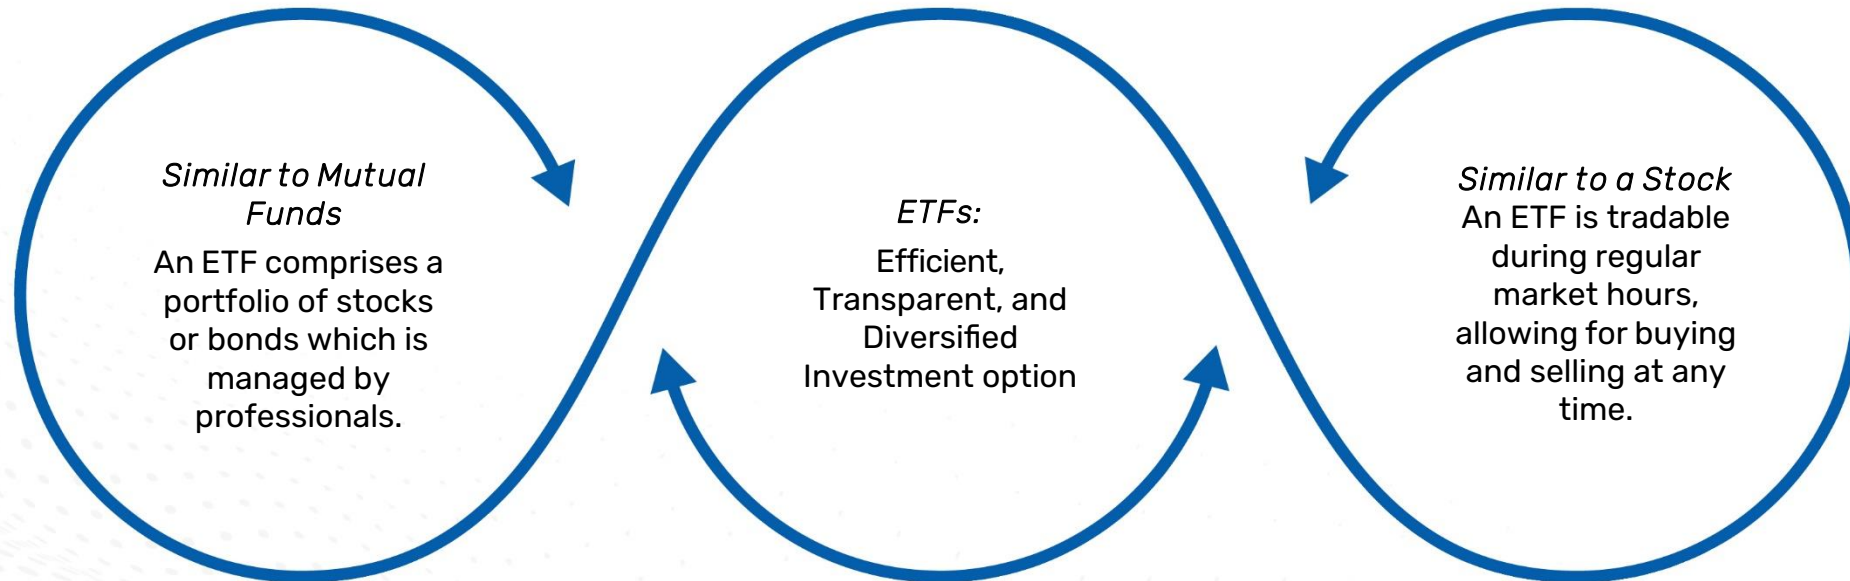 Similar to Mutual
Funds
An ETF comprises a
portfolio of stocks
or bonds which is
managed by
professionals.
ETFs:
Efficient,
Transparent, and
Diversified
Investment option
Similar to a Stock
An ETF is tradable
during regular
market hours,
allowing for buying
and selling at any
time.